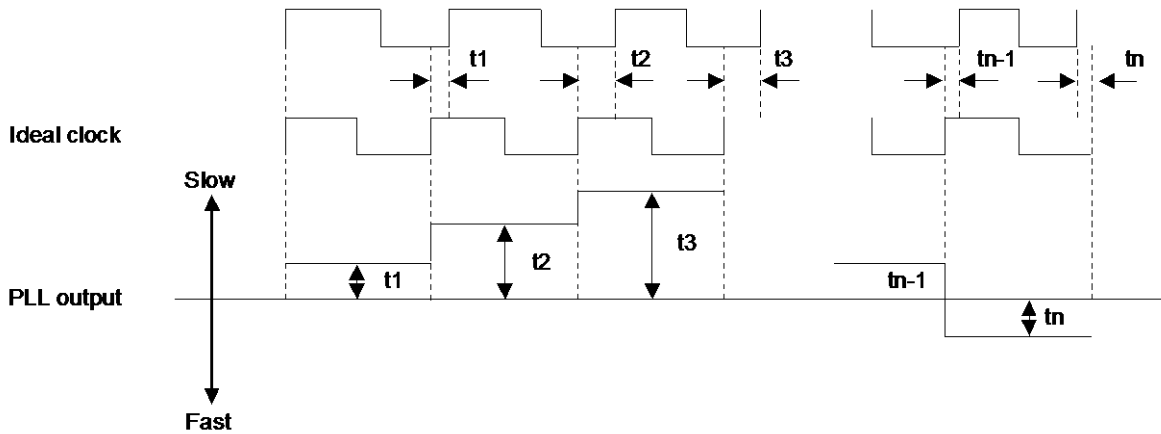 t1
t2
t3
tn-1
tn
Ideal clock
Slow
t1
t2
t3
PLL output
tn-1
tn
Fast